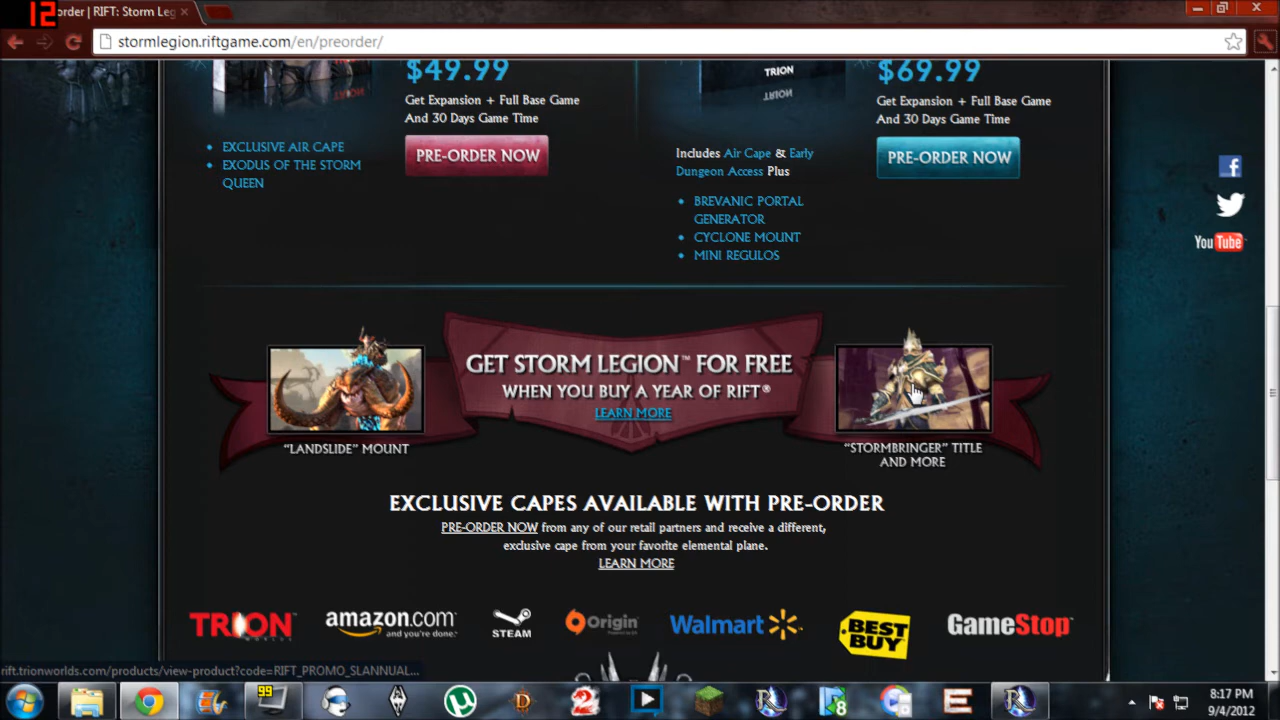 12
order | RIFT: Storm Leg
stormlegion.riftgame.com/en/preorder/
$49.99
Get Expansion + Full Base Game
And 30 Days Game Time
PRE-ORDER NOW
EXCLUSIVE AIR CAPE
EXODUS OF THE STORM
QUEEN
TRION
TRION
$69.99
Get Expansion + Full Base Game
And 30 Days Game Time
PRE-ORDER NOW
Includes Air Cape & Early
Dungeon Access Plus
BREVANIC PORTAL
GENERATOR
CYCLONE MOUNT
MINI REGULOS
You Tube
GET STORM LEGION™ FOR FREE
WHEN YOU BUY A YEAR OF RIFT®
LEARN MORE
"LANDSLIDE" MOUNT
"STORMBRINGER" TITLE
AND MORE
EXCLUSIVE CAPES AVAILABLE WITH PRE-ORDER
PRE-ORDER NOW from any of our retail partners and receive a different,
exclusive cape from your favorite elemental plane.
LEARN MORE
TRION
amazon.com
and you're done.™
STEAM
Origin
Walmart
BEST BUY
GameStop
rift.trionworlds.com/products/view-product?code=RIFT_PROMO_SLANNUAL...
99
8:17 PM
9/4/2012